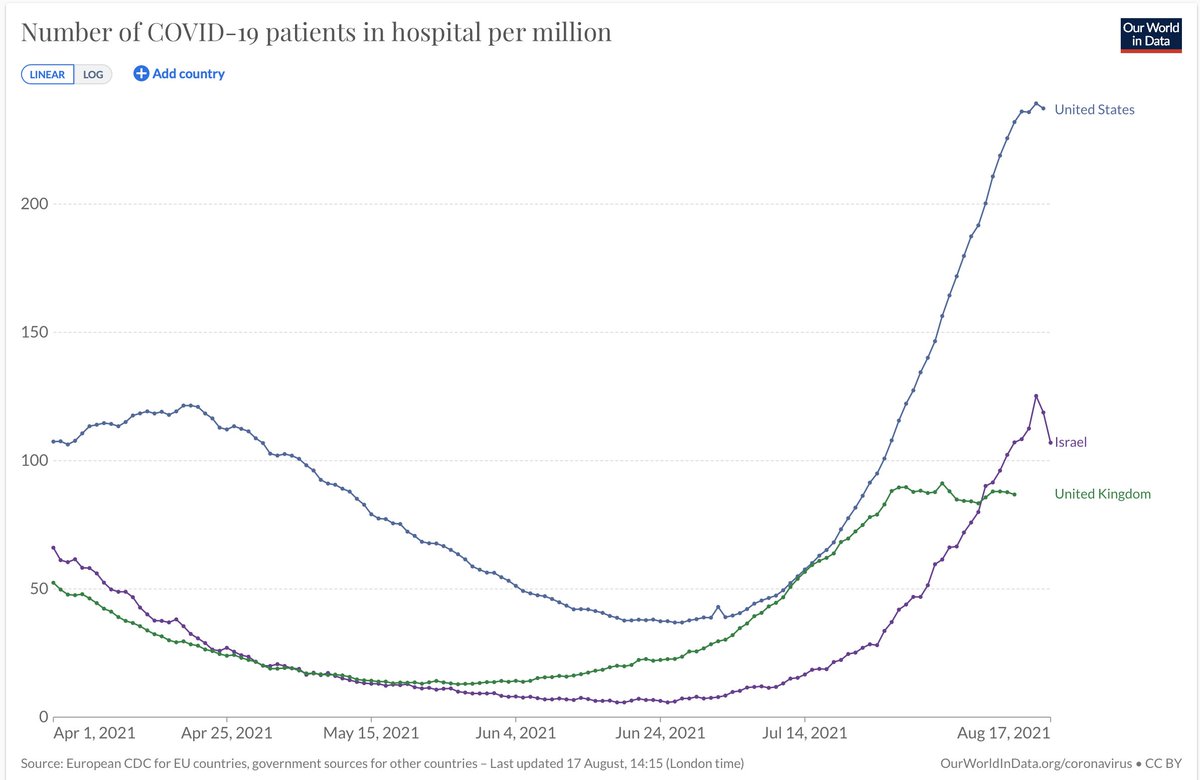 Number of COVID-19 patients in hospital per million
Our World
in Data
LINEAR LOG Add country
United States
200
150
100
Israel
United Kingdom
50
0
Apr 1, 2021 Apr 25, 2021 May 15, 2021 Jun 4, 2021 Jun 24, 2021 Jul 14, 2021 Aug 17, 2021
Source: European CDC for EU countries, government sources for other countries – Last updated 17 August, 14:15 (London time) OurWorldInData.org/coronavirus • CC BY